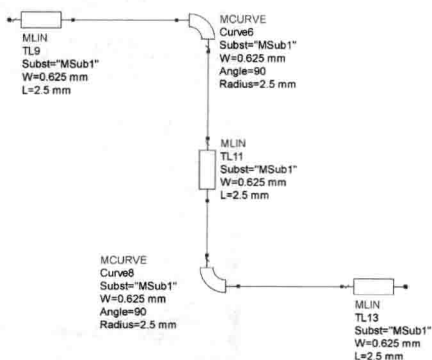 MLIN
TL9
Subst="MSub1"
W=0.625 mm
L=2.5 mm
MCURVE
Curve6
Subst="MSub1"
W=0.625 mm
Angle=90
Radius=2.5 mm
MLIN
TL11
Subst="MSub1"
W=0.625 mm
L=2.5 mm
MCURVE
Curve8
Subst="MSub1"
W=0.625 mm
Angle=90
Radius=2.5 mm
MLIN
TL13
Subst="MSub1"
W=0.625 mm
L=2.5 mm